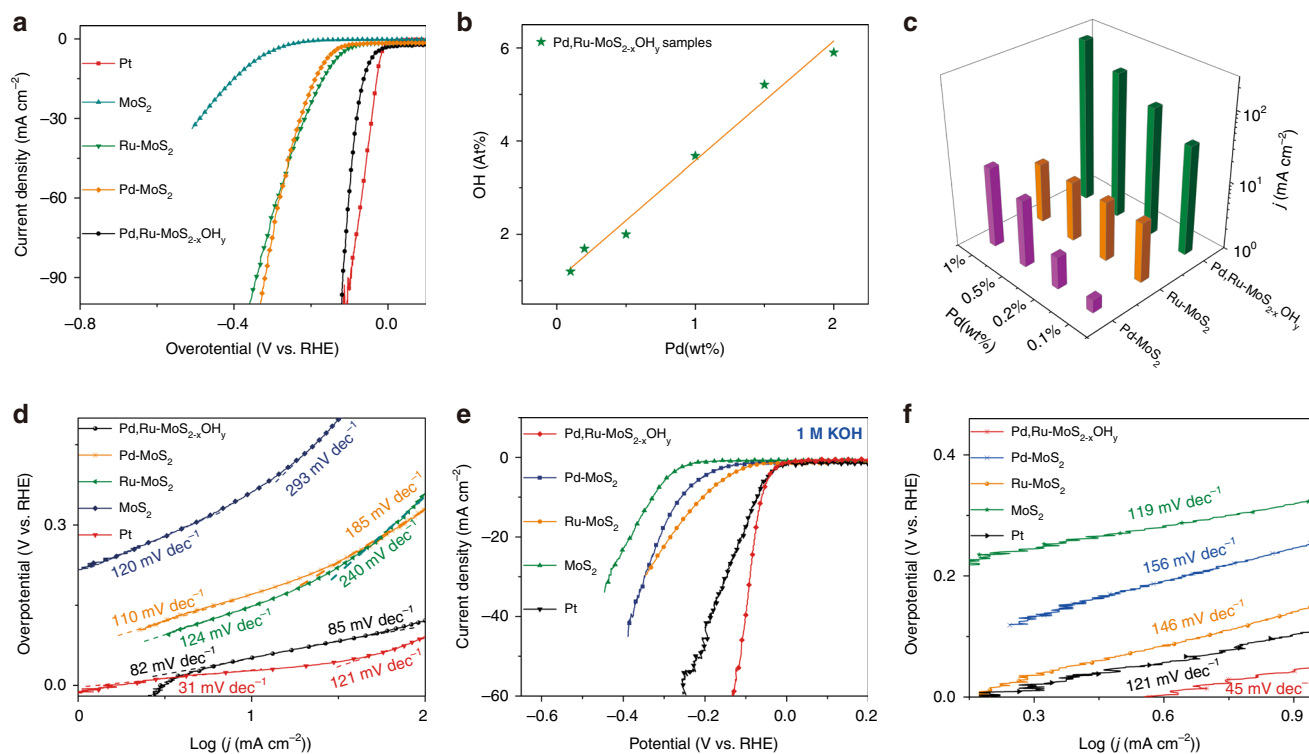 a
0
−30
−60
−90
Current density (mA cm⁻²)
Pt
MoS₂
Ru-MoS₂
Pd-MoS₂
Pd,Ru-MoS₂₋ₓOHᵧ
−0.8
−0.4
0.0
Overotential (V vs. RHE)
b
6
4
2
OH (At%)
Pd,Ru-MoS₂₋ₓOHᵧ samples
0
1
2
Pd(wt%)
c
10²
10¹
10⁰
j (mA cm⁻²)
1%
0.5%
0.2%
0.1%
Pd(wt%)
Pd,Ru-MoS₂₋ₓOHᵧ
Ru-MoS₂
Pd-MoS₂
d
Pd,Ru-MoS₂₋ₓOHᵧ
Pd-MoS₂
Ru-MoS₂
MoS₂
Pt
293 mV dec⁻¹
120 mV dec⁻¹
185 mV dec⁻¹
240 mV dec⁻¹
110 mV dec⁻¹
124 mV dec⁻¹
85 mV dec⁻¹
82 mV dec⁻¹
31 mV dec⁻¹
121 mV dec⁻¹
0.3
0.0
Overpotential (V vs. RHE)
0
1
2
Log (j (mA cm⁻²))
e
1 M KOH
Pd,Ru-MoS₂₋ₓOHᵧ
Pd-MoS₂
Ru-MoS₂
MoS₂
Pt
0
−20
−40
−60
Current density (mA cm⁻²)
−0.6
−0.4
−0.2
0.0
0.2
Potential (V vs. RHE)
f
Pd,Ru-MoS₂₋ₓOHᵧ
Pd-MoS₂
Ru-MoS₂
MoS₂
Pt
119 mV dec⁻¹
156 mV dec⁻¹
146 mV dec⁻¹
121 mV dec⁻¹
45 mV dec⁻¹
0.4
0.2
0.0
Overpotential (V vs. RHE)
0.3
0.6
0.9
Log (j (mA cm⁻²))